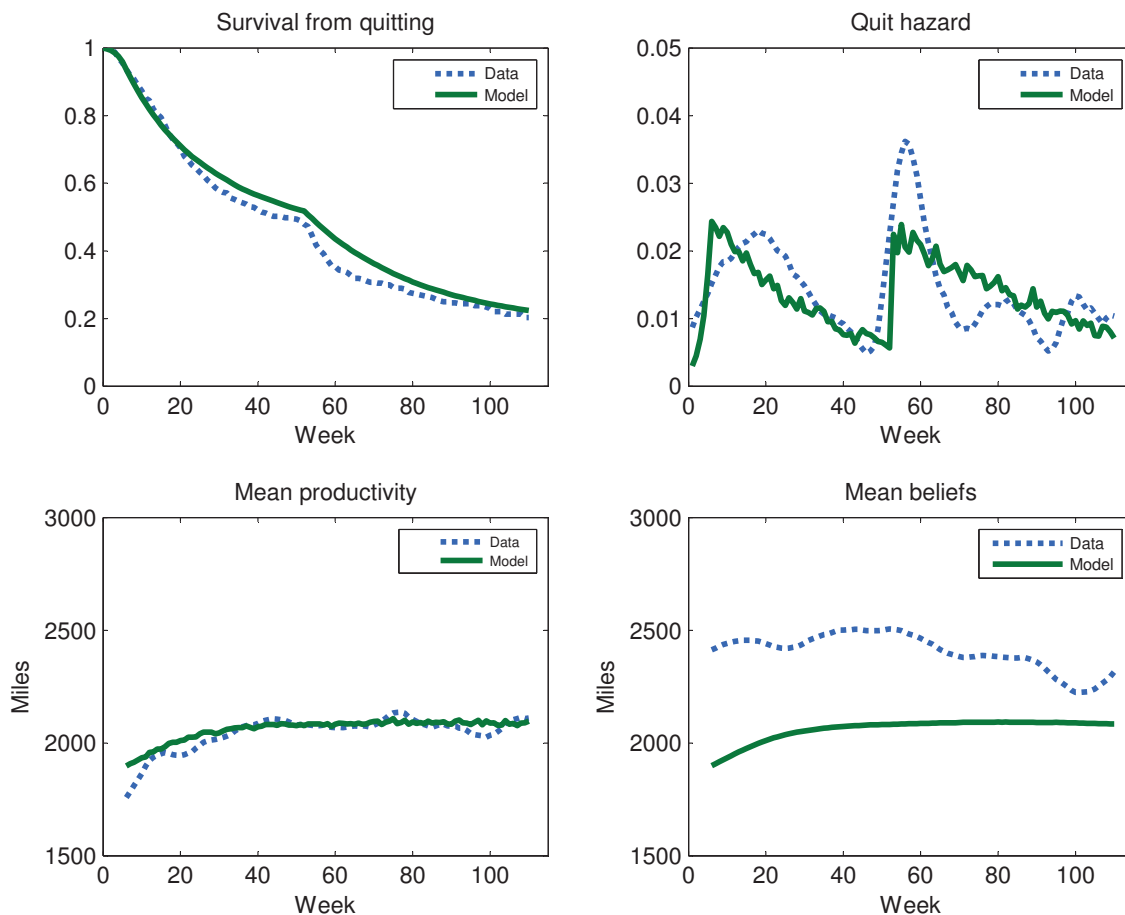 Survival from quitting
1
0.8
0.6
0.4
0.2
0
0 20 40 60 80 100
Week
Data
Model
Quit hazard
0.05
0.04
0.03
0.02
0.01
0
0 20 40 60 80 100
Week
Data
Model
Mean productivity
3000
2500
2000
1500
Miles
0 20 40 60 80 100
Week
Data
Model
Mean beliefs
3000
2500
2000
1500
Miles
0 20 40 60 80 100
Week
Data
Model